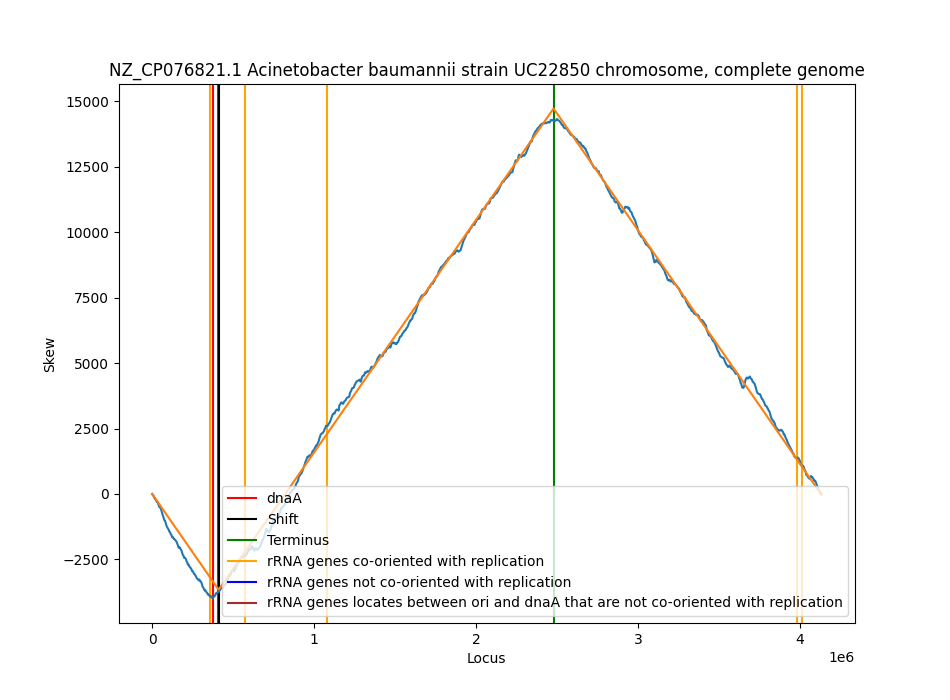 NZ_CP076821.1 Acinetobacter baumannii strain UC22850 chromosome, complete genome
15000
12500
10000
7500
5000
2500
0
−2500
Skew
dnaA
Shift
Terminus
rRNA genes co-oriented with replication
rRNA genes not co-oriented with replication
rRNA genes locates between ori and dnaA that are not co-oriented with replication
0 1 2 3 4
1e6
Locus